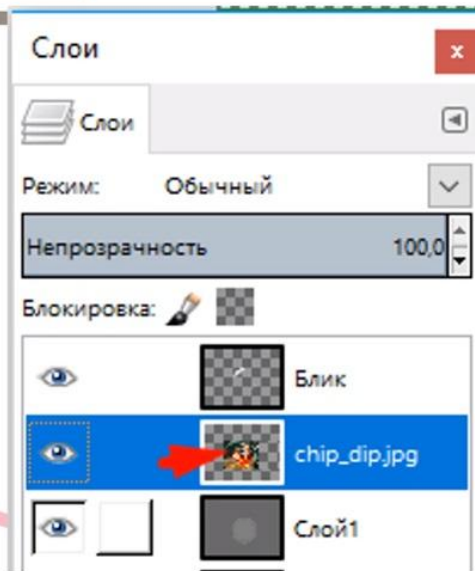 Слои
x
Слои
Режим: Обычный
Непрозрачность 100,0
Блокировка:
Блик
chip_dip.jpg
Слой1